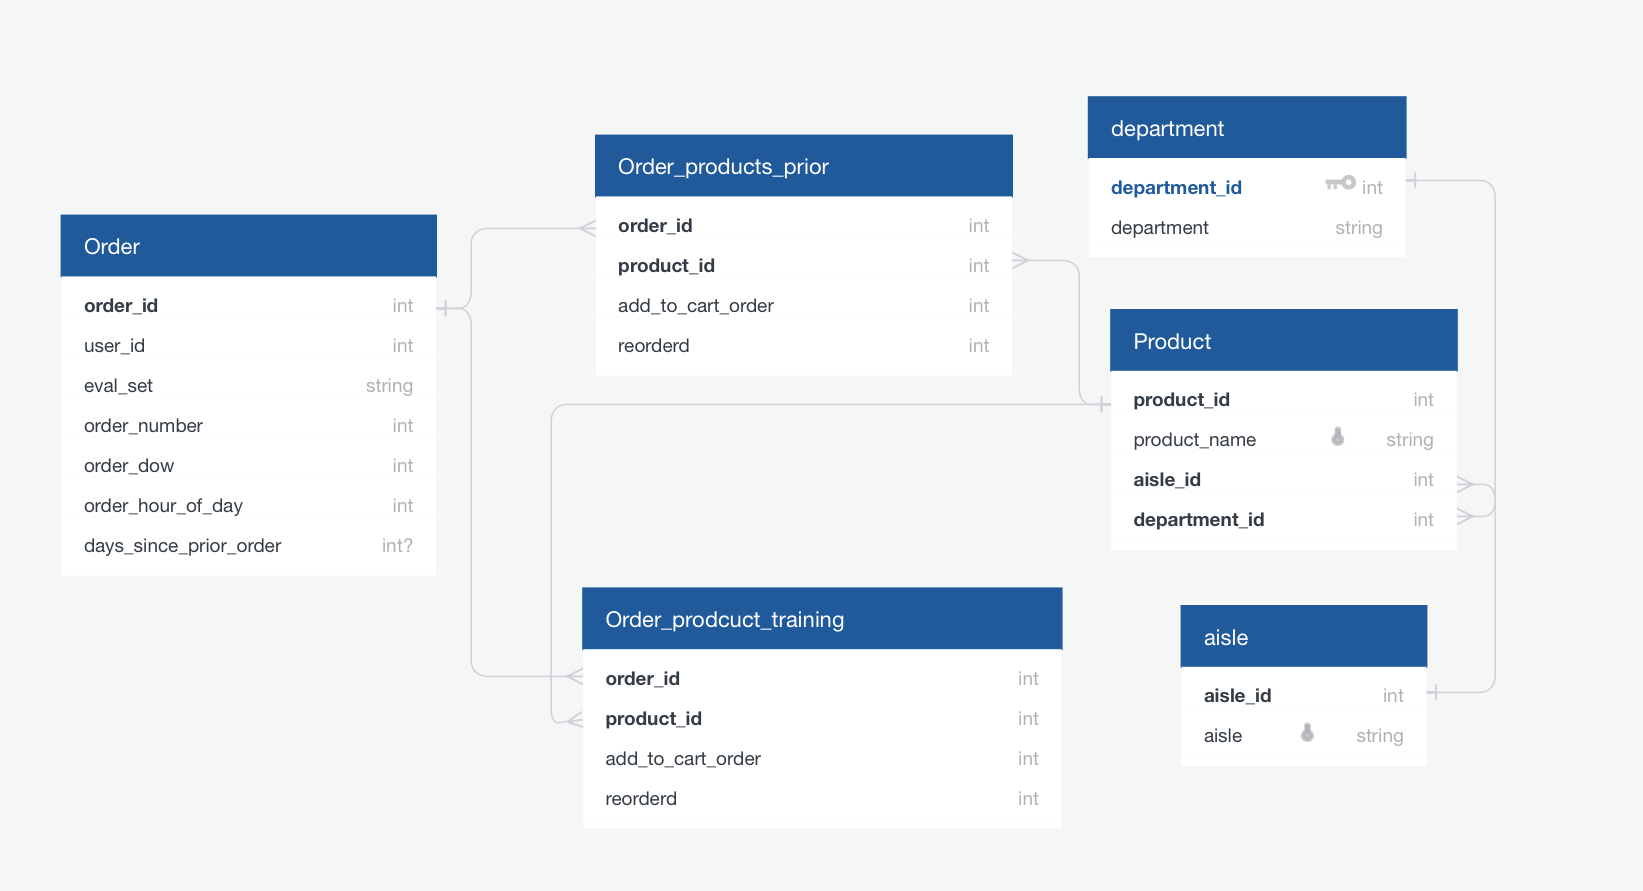 Order
order_id int
user_id int
eval_set string
order_number int
order_dow int
order_hour_of_day int
days_since_prior_order int?
Order_products_prior
order_id int
product_id int
add_to_cart_order int
reorderd int
department
department_id int
department string
Product
product_id int
product_name string
aisle_id int
department_id int
Order_prodcuct_training
order_id int
product_id int
add_to_cart_order int
reorderd int
aisle
aisle_id int
aisle string